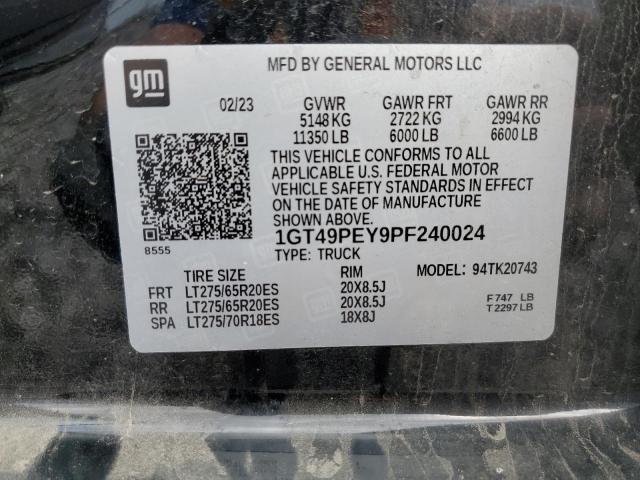 gm
MFD BY GENERAL MOTORS LLC
02/23 GVWR GAWR FRT GAWR RR
5148 KG 2722 KG 2994 KG
11350 LB 6000 LB 6600 LB
THIS VEHICLE CONFORMS TO ALL
APPLICABLE U.S. FEDERAL MOTOR
VEHICLE SAFETY STANDARDS IN EFFECT
ON THE DATE OF MANUFACTURE
SHOWN ABOVE.
8555
1GT49PEY9PF240024
TYPE: TRUCK MODEL: 94TK20743
TIRE SIZE RIM
FRT LT275/65R20ES 20X8.5J
RR LT275/65R20ES 20X8.5J
SPA LT275/70R18ES 18X8J
F 747 LB
T 2297 LB